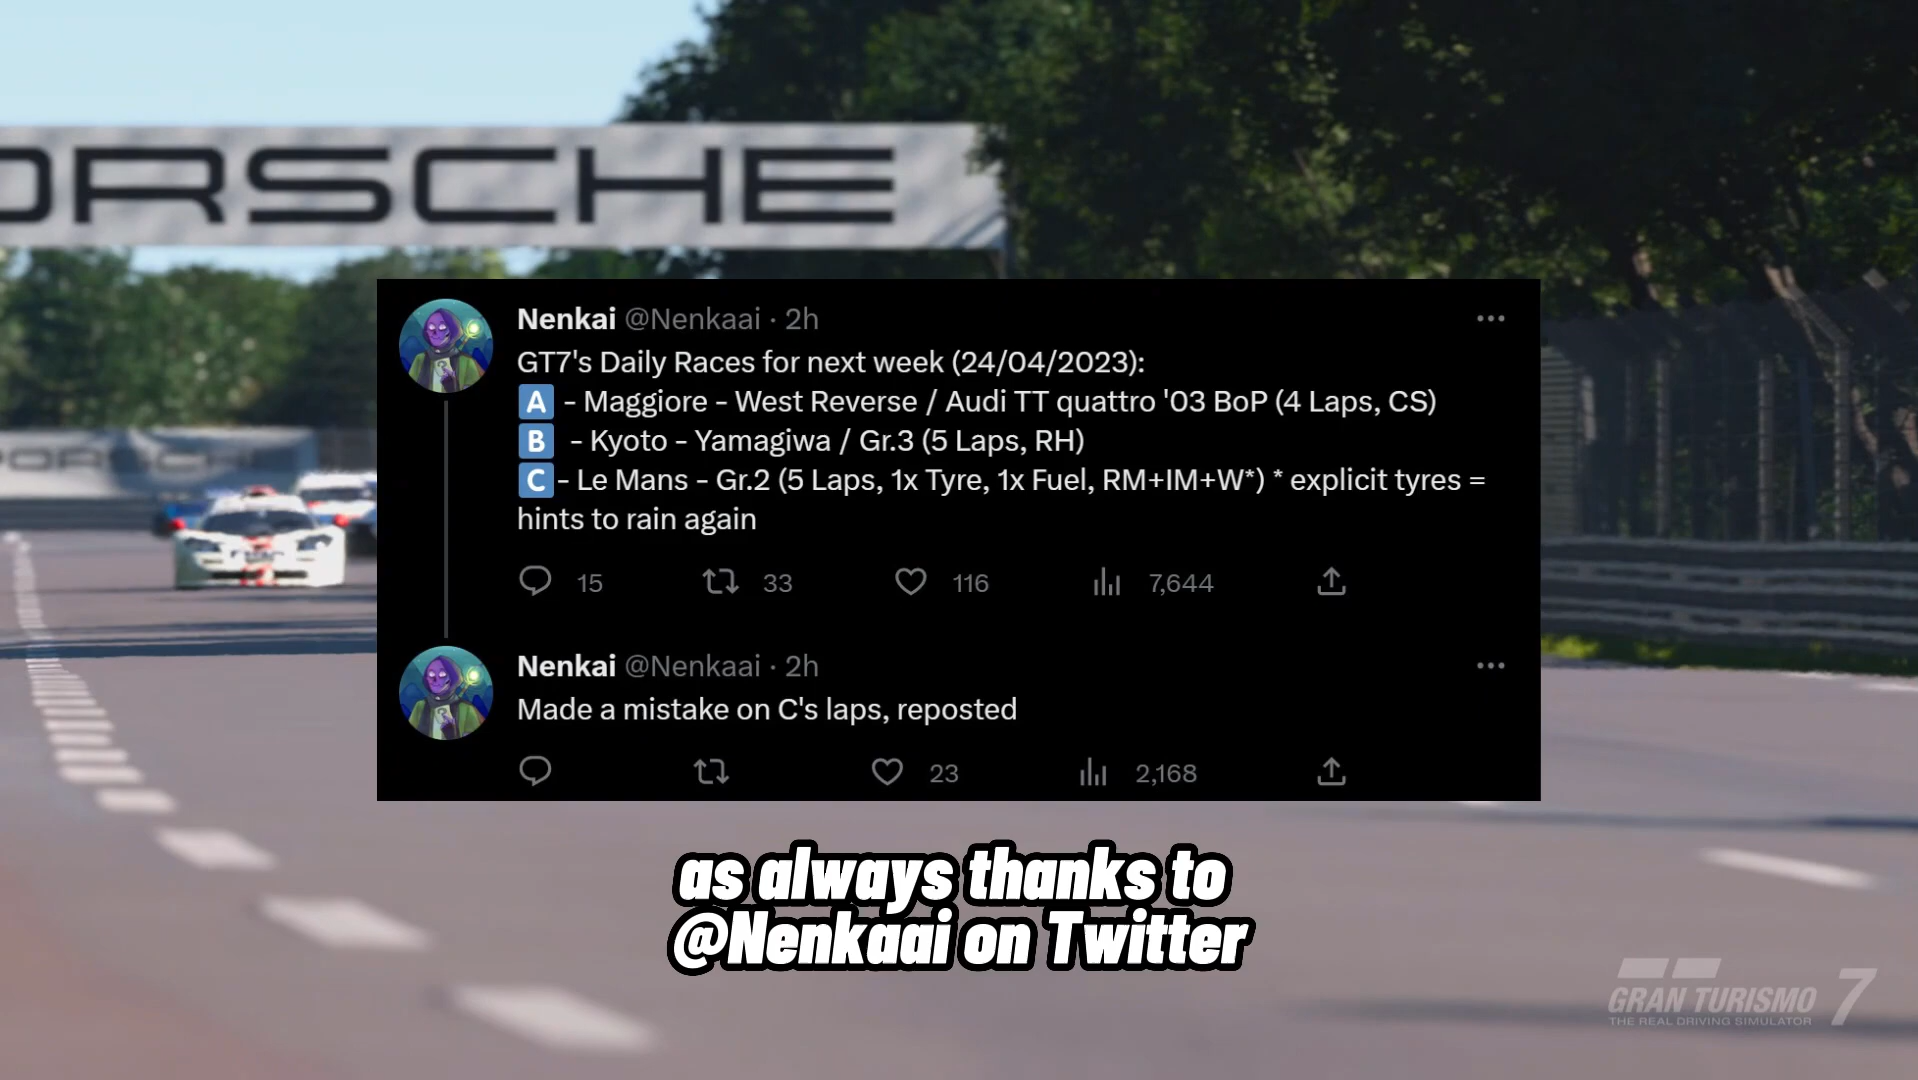 ORSCHE
Nenkai @Nenkaai · 2h
GT7's Daily Races for next week (24/04/2023):
A - Maggiore - West Reverse / Audi TT quattro '03 BoP (4 Laps, CS)
B - Kyoto - Yamagiwa / Gr.3 (5 Laps, RH)
C - Le Mans - Gr.2 (5 Laps, 1x Tyre, 1x Fuel, RM+IM+W*) * explicit tyres =
hints to rain again
15 33 116 7,644
PORSCHE
Nenkai @Nenkaai · 2h
Made a mistake on C's laps, reposted
23 2,168
as always thanks to
@Nenkaai on Twitter
GRAN TURISMO 7
THE REAL DRIVING SIMULATOR